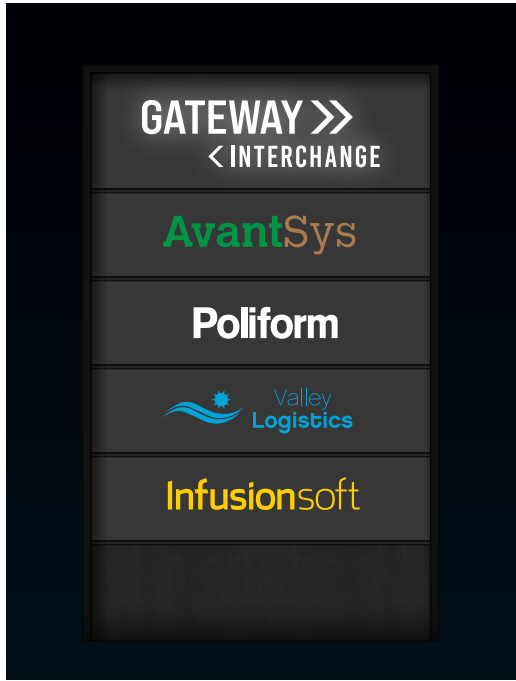 GATEWAY
INTERCHANGE
AvantSys
Poliform
Valley
Logistics
Infusionsoft